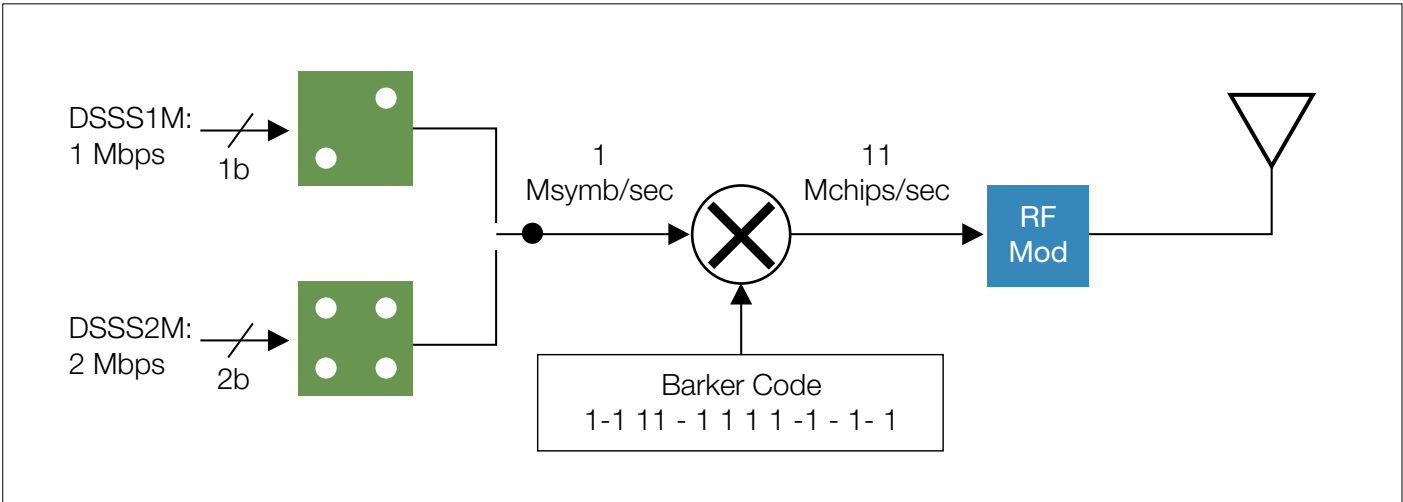 DSSS1M:
1 Mbps
1b
DSSS2M:
2 Mbps
2b
1
Msymb/sec
11
Mchips/sec
RF
Mod
Barker Code
1-1 11 - 1 1 1 1 -1 - 1- 1